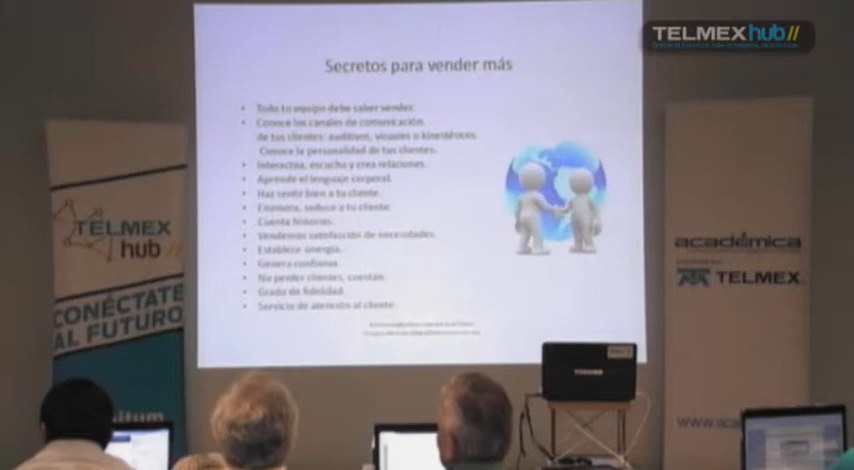 TELMEXhub//
Secretos para vender más
• Todo tu equipo debe saber vender.
• Conoce los canales de comunicación
de tus clientes: auditivos, visuales o kinestésicos.
Conoce la personalidad de tus clientes.
• Interactúa, escucha y crea relaciones.
• Aprende el lenguaje corporal.
• Haz sentir bien a tu cliente.
• Enamora, seduce a tu cliente.
• Cuenta historias.
• Vendemos satisfacción de necesidades.
• Establece sinergia.
• Genera confianza.
• No perder clientes, cuestan.
• Grado de fidelidad.
• Servicio de atención al cliente.
TELMEX
hub//
CONÉCTATE
AL FUTURO
académica
TELMEX
TOSHIBA